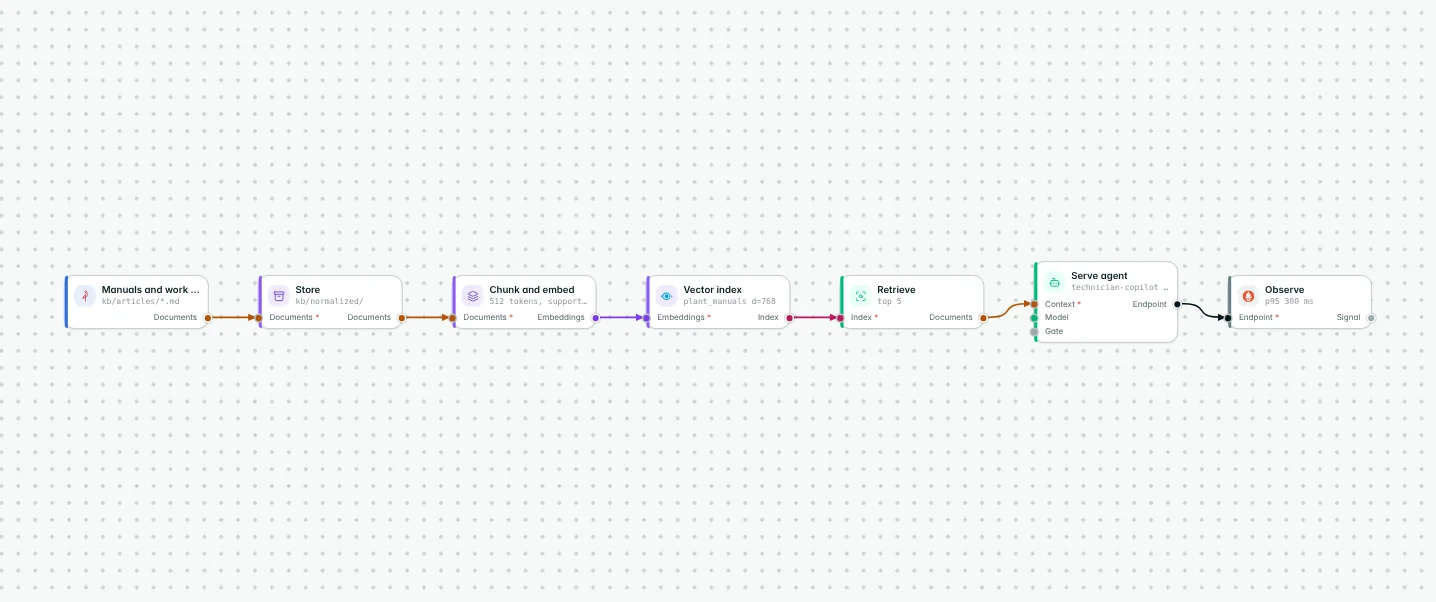 Manuals and work ...
kb/articles/*.md
Documents
Store
kb/normalized/
Documents *
Documents
Chunk and embed
512 tokens, support…
Documents *
Embeddings
Vector index
plant_manuals d=768
Embeddings *
Index
Retrieve
top 5
Index *
Documents
Serve agent
technician-copilot …
Context *
Endpoint
Model
Gate
Observe
p95 300 ms
Endpoint *
Signal